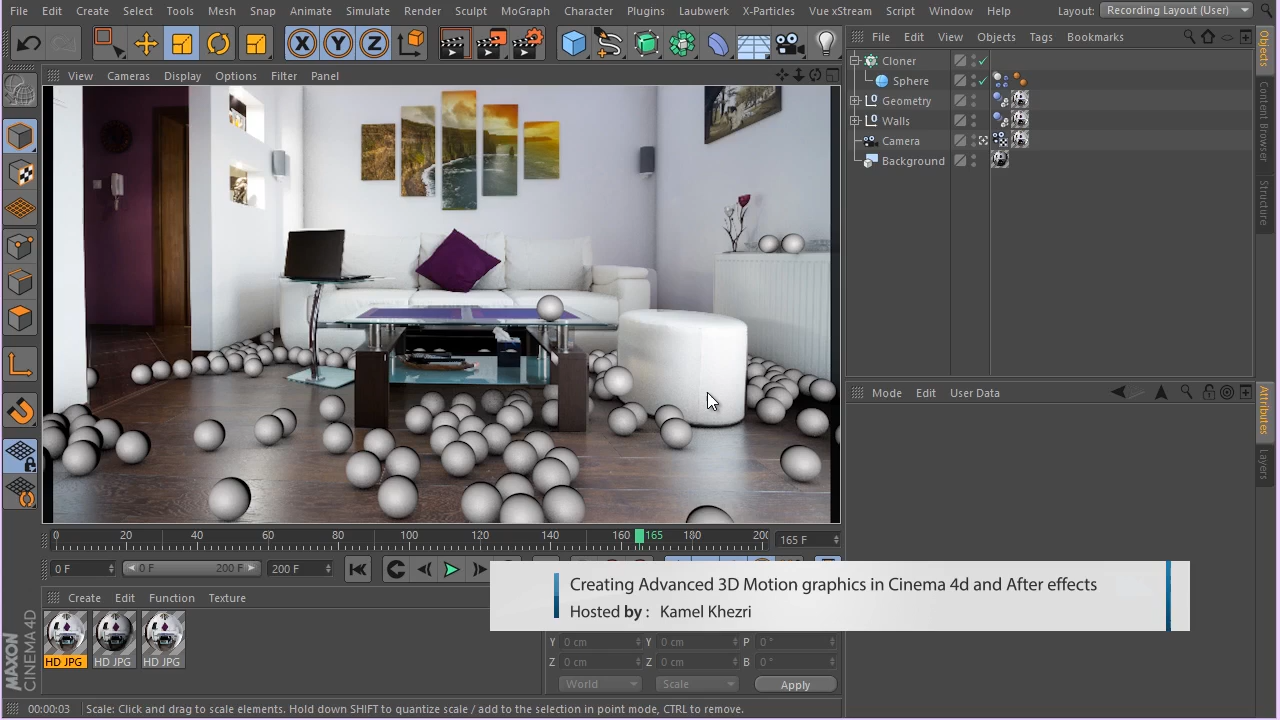 File Edit Create Select Tools Mesh Snap Animate Simulate Render Sculpt MoGraph Character Plugins Laubwerk X-Particles Vue xStream Script Window Help Layout: Recording Layout (User)
X Y Z
File Edit View Objects Tags Bookmarks
View Cameras Display Options Filter Panel
Cloner
Sphere
Geometry
Walls
Camera
Background
Objects
Content Browser
Structure
Mode Edit User Data
Attributes
Layers
0 20 40 60 80 100 120 140 160 165 180 200 165 F
0 F 0 F 200 F 200 F
Creating Advanced 3D Motion graphics in Cinema 4d and After effects
Hosted by : Kamel Khezri
Create Edit Function Texture
HD JPG HD JPG HD JPG
Y 0 cm Y 0 cm P 0 °
Z 0 cm Z 0 cm B 0 °
World Scale Apply
MAXON
CINEMA 4D
00:00:03 Scale: Click and drag to scale elements. Hold down SHIFT to quantize scale / add to the selection in point mode, CTRL to remove.